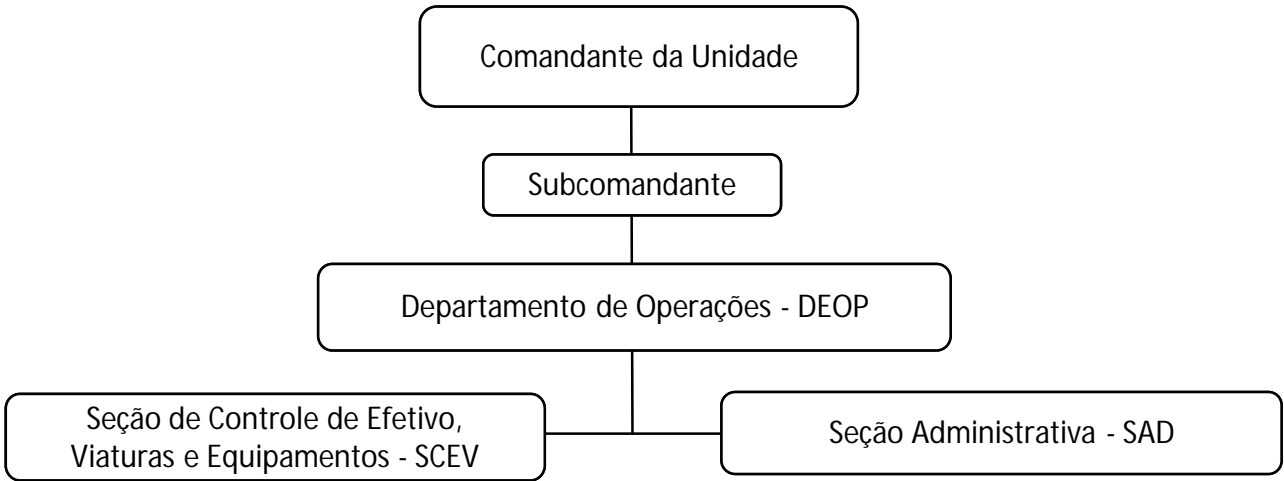 Comandante da Unidade
Subcomandante
Departamento de Operações - DEOP
Seção de Controle de Efetivo,
Viaturas e Equipamentos - SCEV
Seção Administrativa - SAD